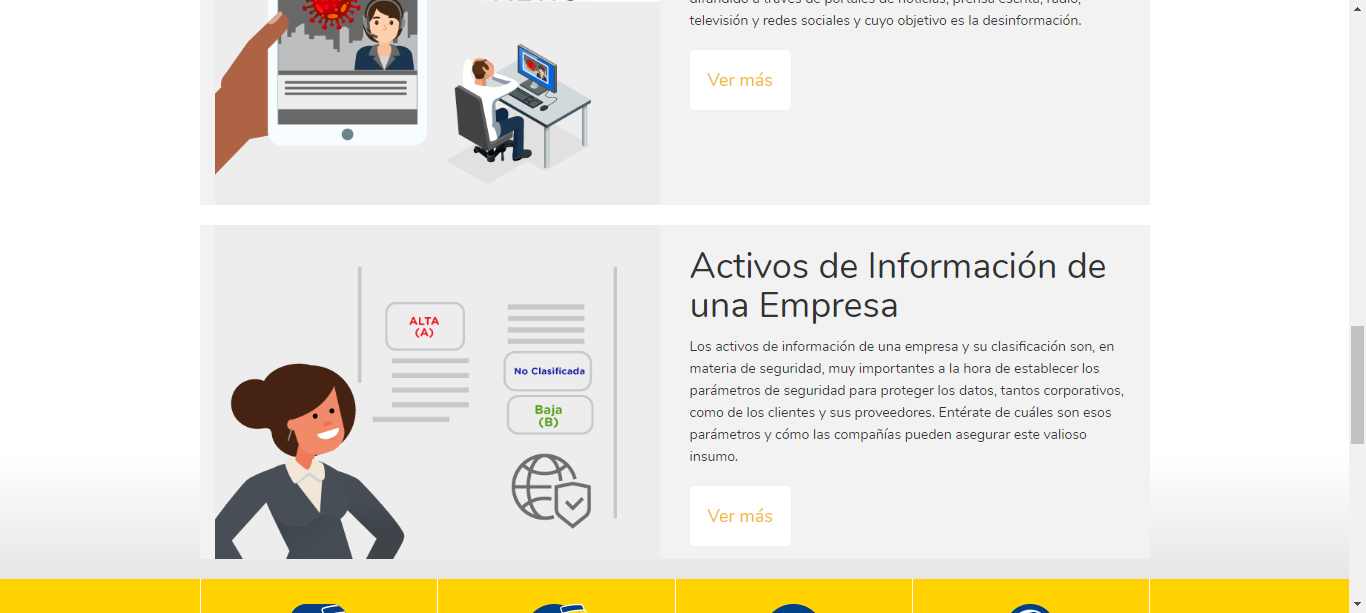 difundido a través de portales de noticias, prensa escrita, radio,
televisión y redes sociales y cuyo objetivo es la desinformación.
Ver más
ALTA
(A)
No Clasificada
Baja
(B)
Activos de Información de
una Empresa
Los activos de información de una empresa y su clasificación son, en
materia de seguridad, muy importantes a la hora de establecer los
parámetros de seguridad para proteger los datos, tantos corporativos,
como de los clientes y sus proveedores. Entérate de cuáles son esos
parámetros y cómo las compañías pueden asegurar este valioso
insumo.
Ver más